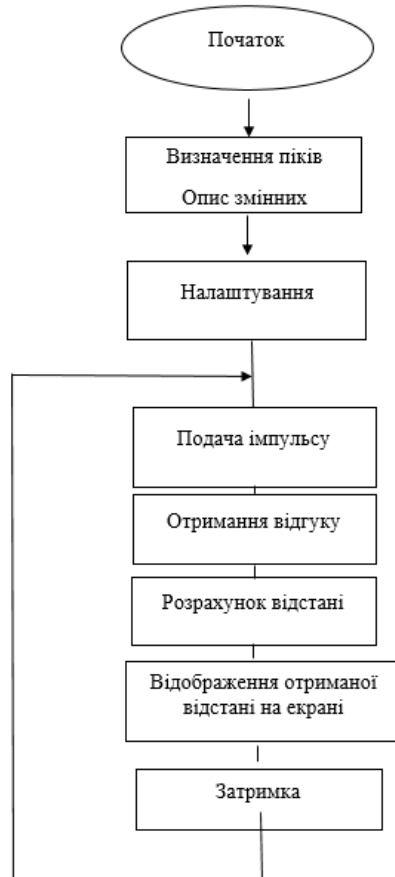 Початок
Визначення піків
Опис змінних
Налаштування
Подача імпульсу
Отримання відгуку
Розрахунок відстані
Відображення отриманої
відстані на екрані
Затримка